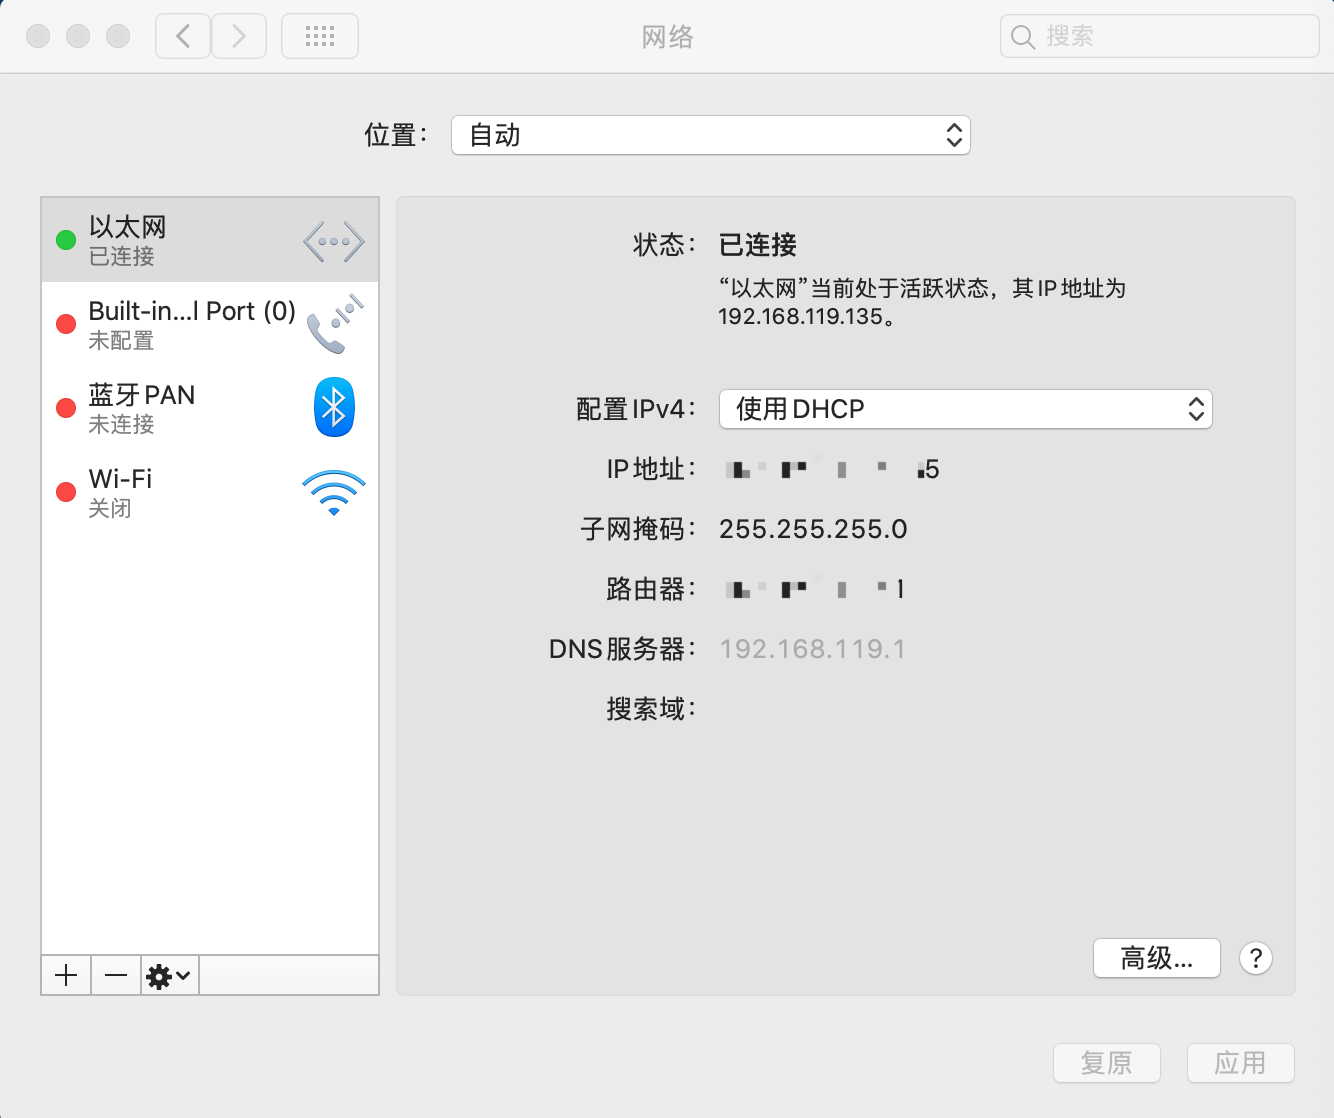 网络
搜索
位置： 自动
以太网
已连接
Built-in...l Port (0)
未配置
蓝牙 PAN
未连接
Wi-Fi
关闭
状态： 已连接
“以太网”当前处于活跃状态，其 IP 地址为
192.168.119.135。
配置 IPv4： 使用 DHCP
IP 地址： 5
子网掩码： 255.255.255.0
路由器： 1
DNS 服务器： 192.168.119.1
搜索域：
高级... ?
复原 应用